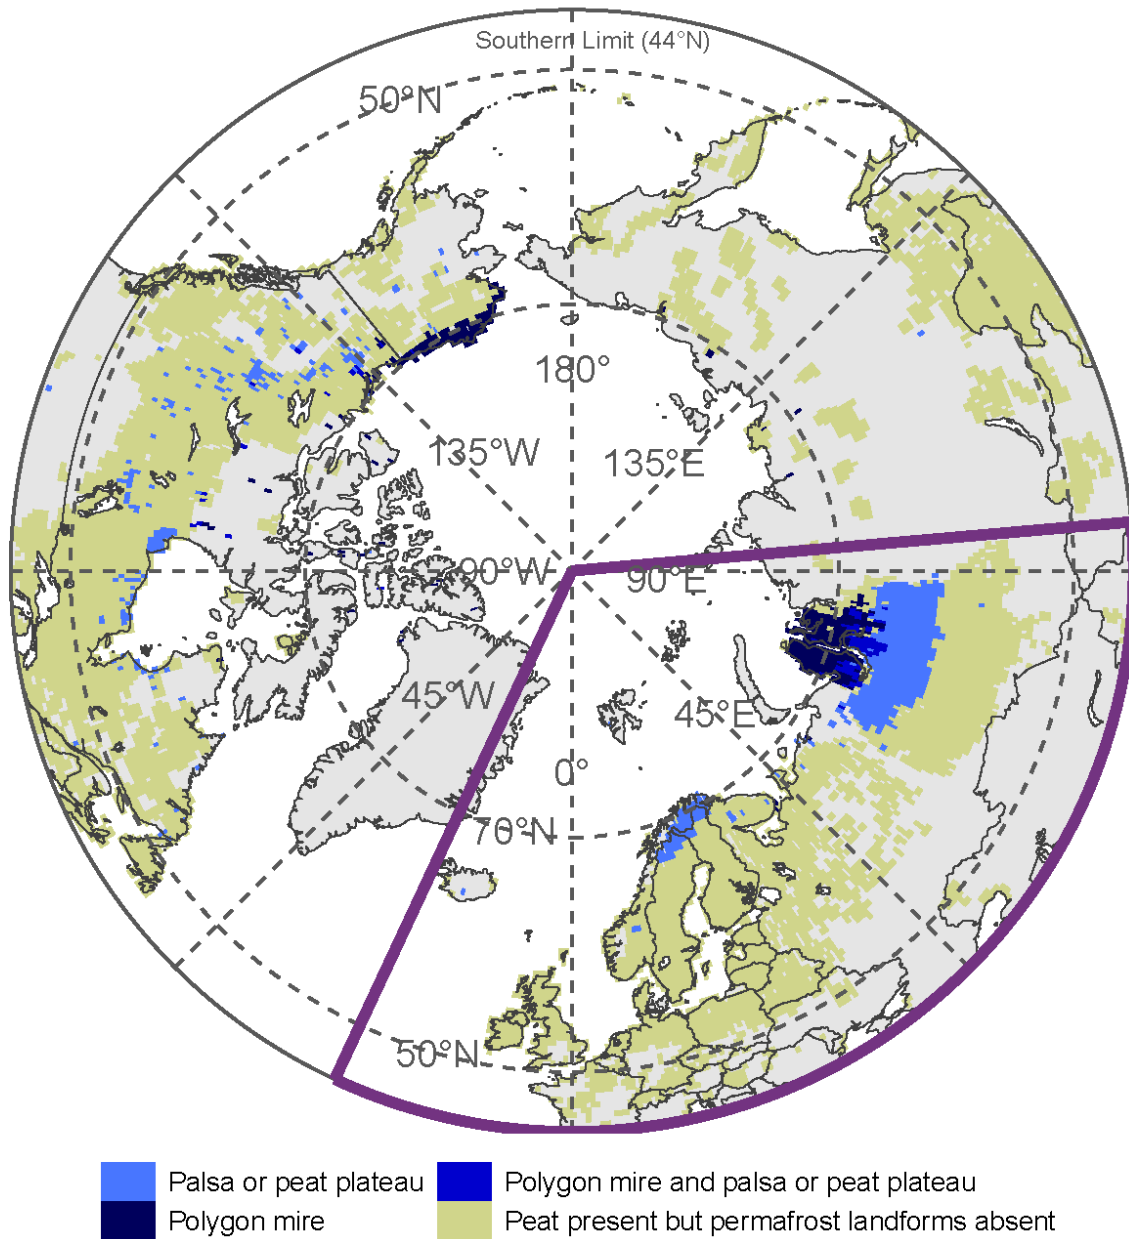 Southern Limit (44°N)
50°N
180°
135°W
135°E
90°W
90°E
45°W
45°E
0°
70°N
50°N
Palsa or peat plateau
Polygon mire and palsa or peat plateau
Polygon mire
Peat present but permafrost landforms absent